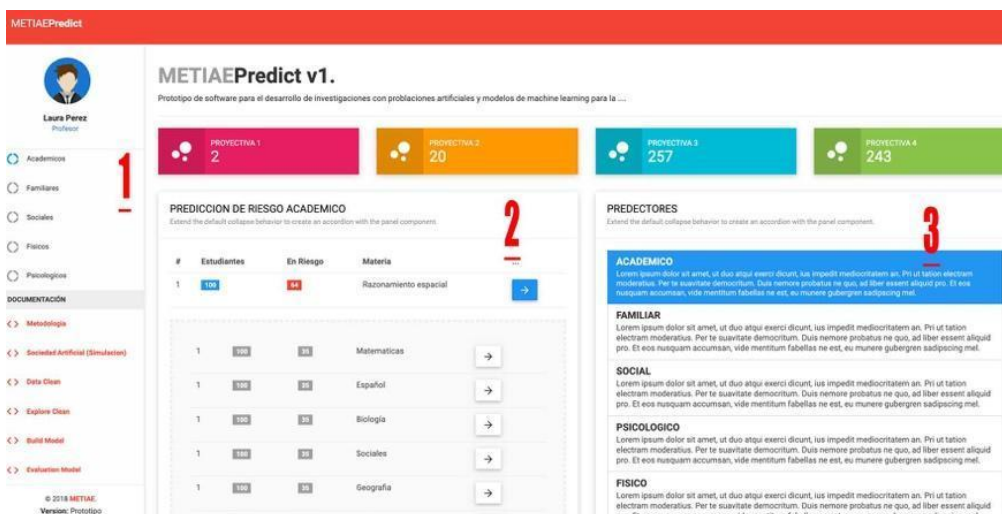 METIAEPredict
Laura Perez
Profesor
Academicos
Familiares
Sociales
Fisicos
Psicologicos
DOCUMENTACIÓN
Metodologia
Sociedad Artificial (Simulacion)
Data Clean
Explore Clean
Build Model
Evaluation Model
© 2018 METIAE.
Version: Prototipo
1
METIAEPredict v1.
Prototipo de software para el desarrollo de investigaciones con problaciones artificiales y modelos de machine learning para la ....
PROYECTIVA 1
2
PROYECTIVA 2
20
PROYECTIVA 3
257
PROYECTIVA 4
243
PREDICCION DE RIESGO ACADEMICO
Extend the default collapse behavior to create an accordion with the panel component.
2
# Estudiantes En Riesgo Materia ...
1 100 64 Razonamiento espacial
1 100 35 Matematicas
1 100 35 Español
1 100 35 Biología
1 100 35 Sociales
1 100 35 Geografia
PREDECTORES
Extend the default collapse behavior to create an accordion with the panel component.
3
ACADEMICO
Lorem ipsum dolor sit amet, ut duo atqui exerci dicunt, ius impedit mediocritatem an. Pri ut tation electram
moderatius. Per te suavitate democritum. Duis nemore probatus ne quo, ad liber essent aliquid pro. Et eos
nusquam accumsan, vide mentitum fabellas ne est, eu munere gubergren sadipscing mel.
FAMILIAR
Lorem ipsum dolor sit amet, ut duo atqui exerci dicunt, ius impedit mediocritatem an. Pri ut tation
electram moderatius. Per te suavitate democritum. Duis nemore probatus ne quo, ad liber essent aliquid
pro. Et eos nusquam accumsan, vide mentitum fabellas ne est, eu munere gubergren sadipscing mel.
SOCIAL
Lorem ipsum dolor sit amet, ut duo atqui exerci dicunt, ius impedit mediocritatem an. Pri ut tation
electram moderatius. Per te suavitate democritum. Duis nemore probatus ne quo, ad liber essent aliquid
pro. Et eos nusquam accumsan, vide mentitum fabellas ne est, eu munere gubergren sadipscing mel.
PSICOLOGICO
Lorem ipsum dolor sit amet, ut duo atqui exerci dicunt, ius impedit mediocritatem an. Pri ut tation
electram moderatius. Per te suavitate democritum. Duis nemore probatus ne quo, ad liber essent aliquid
pro. Et eos nusquam accumsan, vide mentitum fabellas ne est, eu munere gubergren sadipscing mel.
FISICO
Lorem ipsum dolor sit amet, ut duo atqui exerci dicunt, ius impedit mediocritatem an. Pri ut tation
electram moderatius. Per te suavitate democritum. Duis nemore probatus ne quo, ad liber essent aliquid